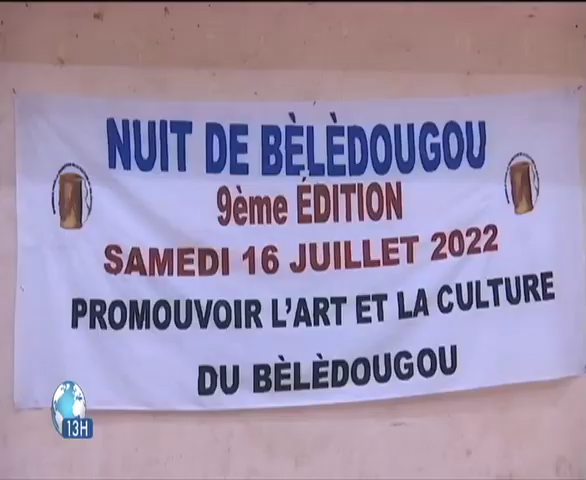 NUIT DE BÈLÈDOUGOU
9ème ÉDITION
SAMEDI 16 JUILLET 2022
PROMOUVOIR L'ART ET LA CULTURE
DU BÈLÈDOUGOU
13H